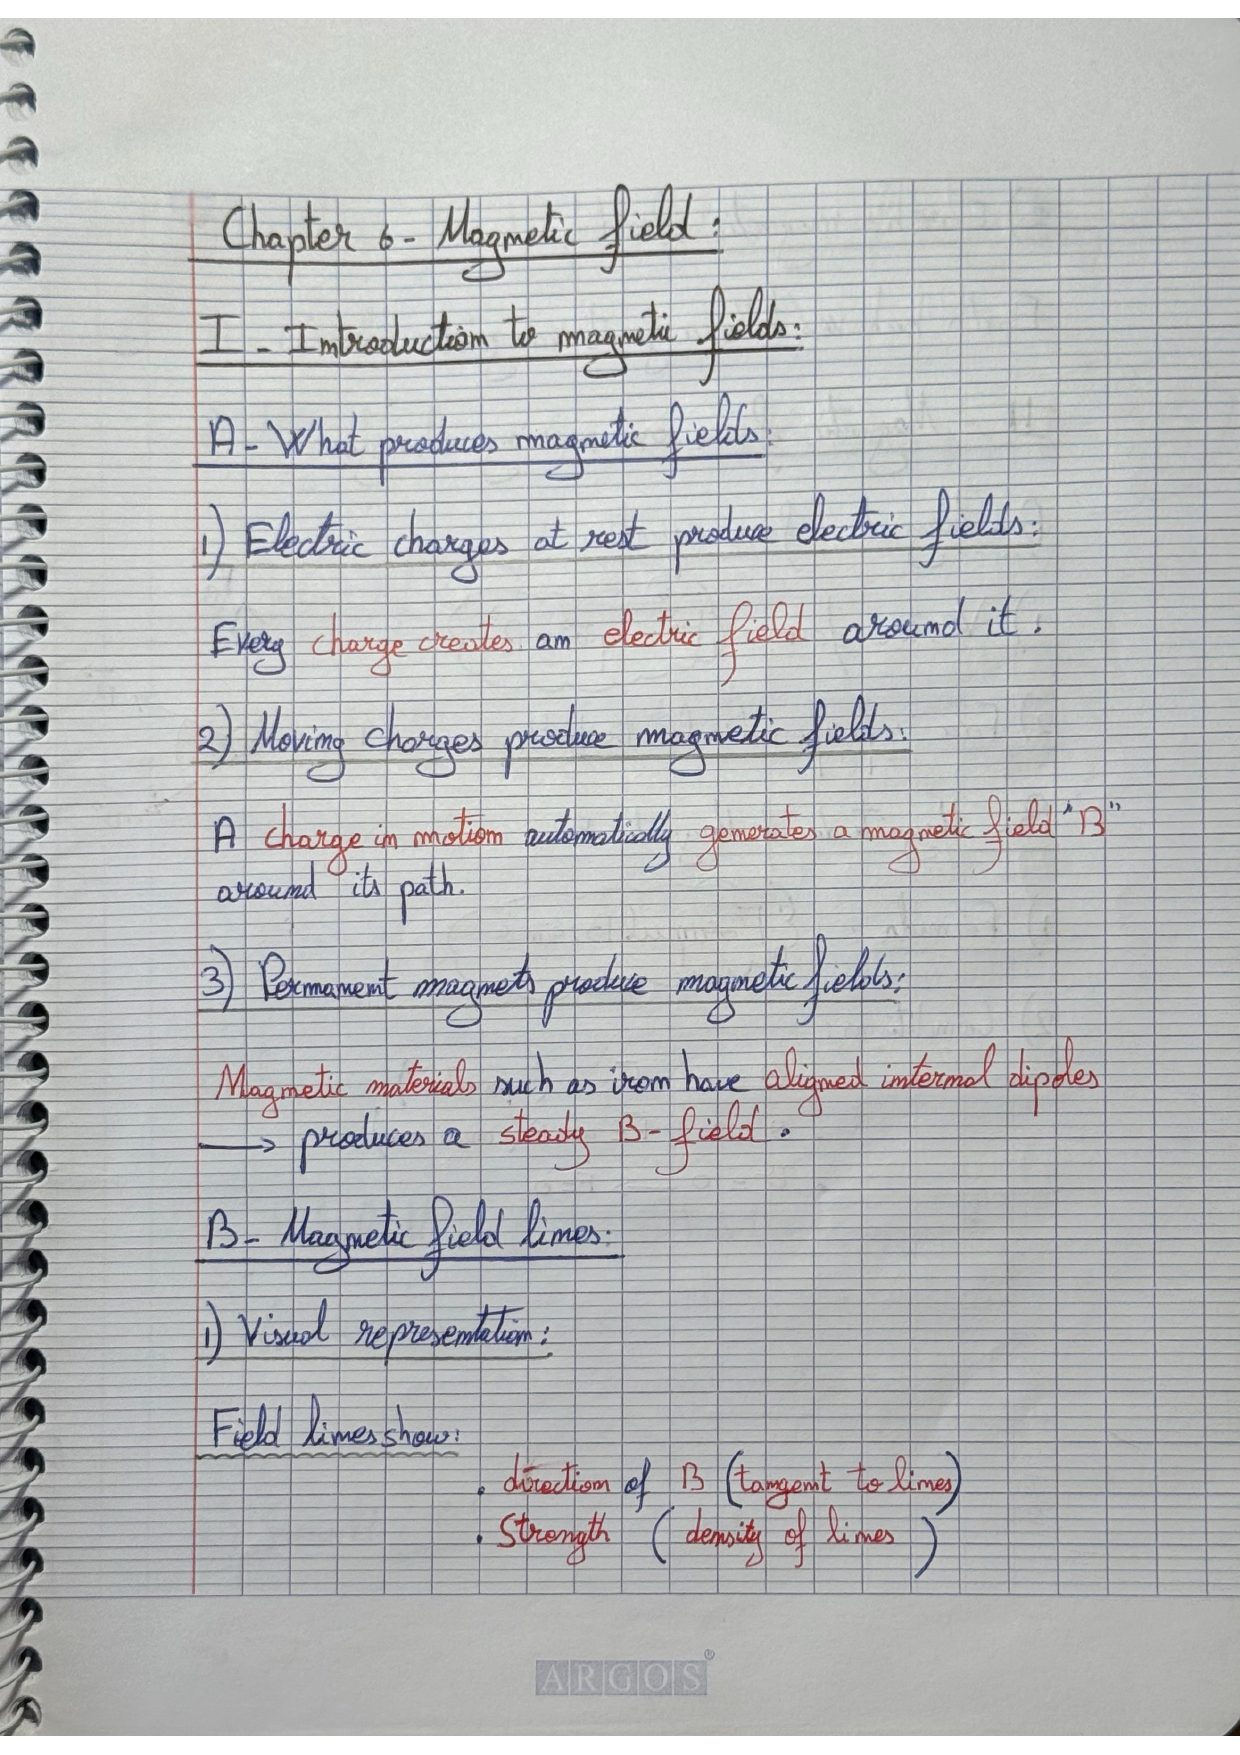 Chapter 6 - Magnetic field:
I - Introduction to magnetic fields:
A - What produces magnetic fields:
1) Electric charges at rest produce electric fields:
Every charge creates an electric field around it.
2) Moving charges produce magnetic fields:
A charge in motion automatically generates a magnetic field "B"
around its path.
3) Permanent magnets produce magnetic fields:
Magnetic materials such as iron have aligned internal dipoles
→ produces a steady B-field.
B - Magnetic field lines:
1) Visual representation:
Field lines show:
. direction of B (tangent to lines)
. Strength (density of lines)
ARGOS®